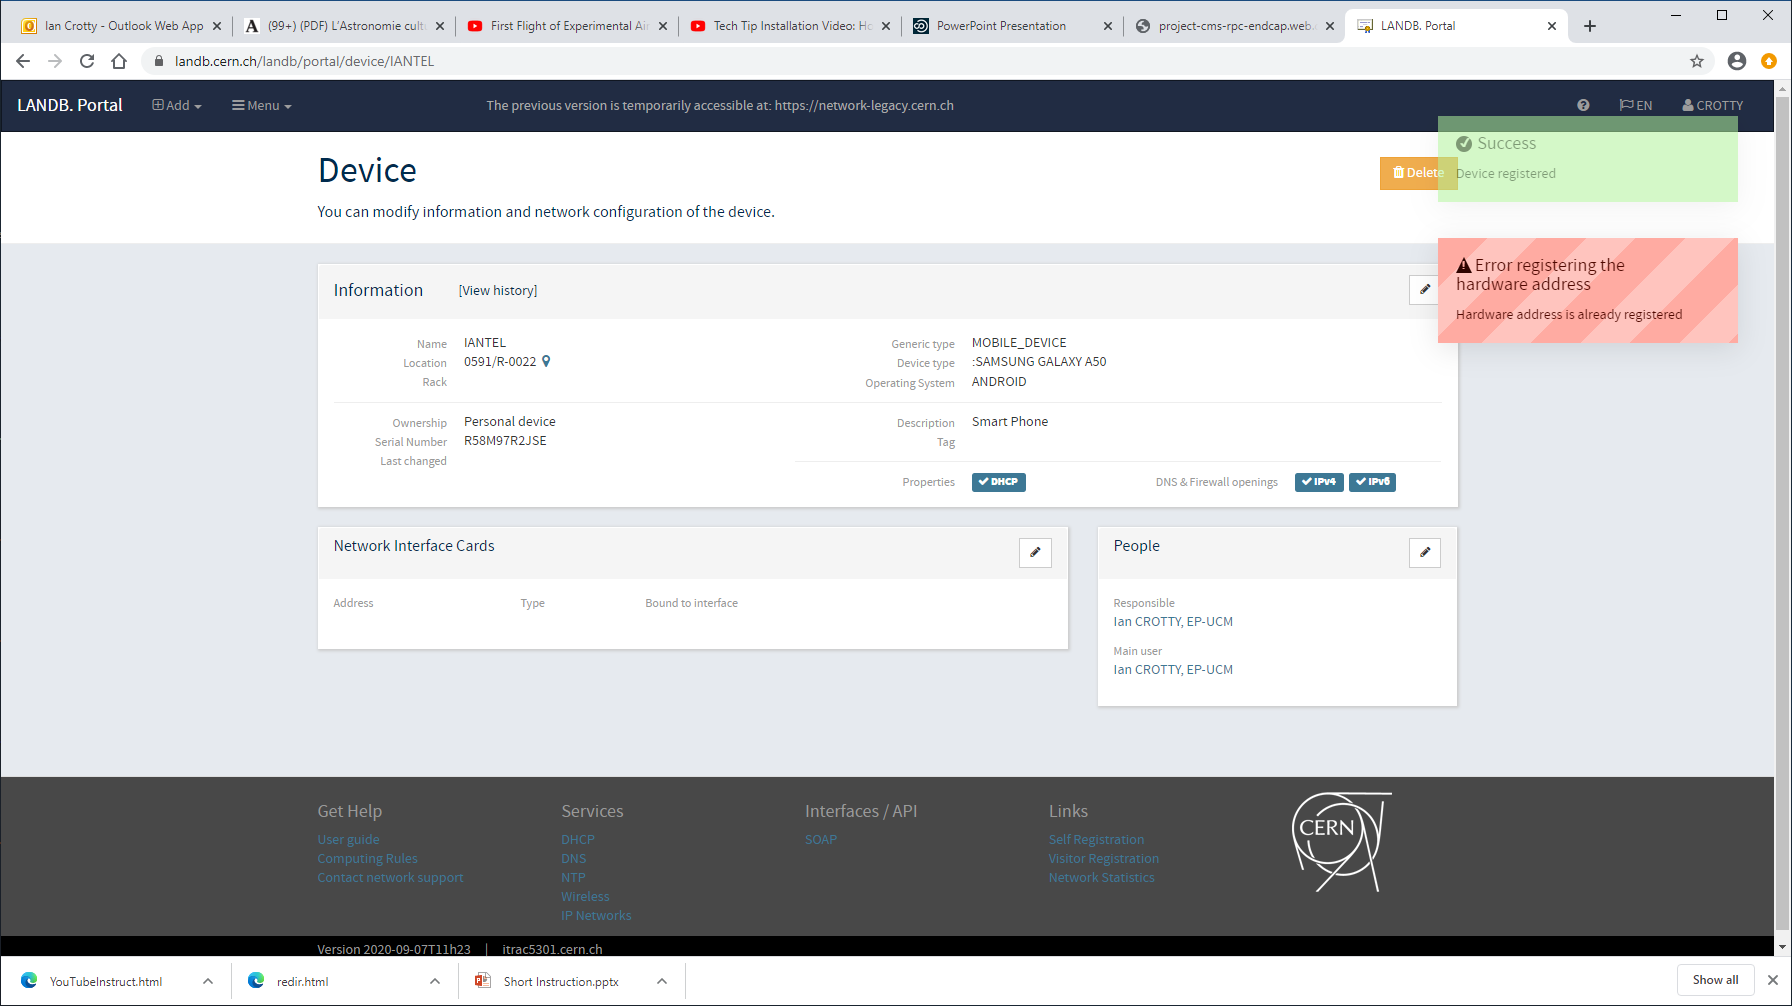 Ian Crotty - Outlook Web App
(99+) (PDF) L'Astronomie cult
First Flight of Experimental Air
Tech Tip Installation Video: Ho
PowerPoint Presentation
project-cms-rpc-endcap.web.
LANDB. Portal
landb.cern.ch/landb/portal/device/IANTEL
LANDB. Portal
Add
Menu
The previous version is temporarily accessible at: https://network-legacy.cern.ch
EN
CROTTY
Success
Device registered
Device
Delete
You can modify information and network configuration of the device.
Error registering the
hardware address
Hardware address is already registered
Information
[View history]
Name IANTEL
Location 0591/R-0022
Rack
Generic type MOBILE_DEVICE
Device type :SAMSUNG GALAXY A50
Operating System ANDROID
Ownership Personal device
Serial Number R58M97R2JSE
Last changed
Description Smart Phone
Tag
Properties DHCP
DNS & Firewall openings IPv4 IPv6
Network Interface Cards
Address Type Bound to interface
People
Responsible
Ian CROTTY, EP-UCM
Main user
Ian CROTTY, EP-UCM
Get Help
User guide
Computing Rules
Contact network support
Services
DHCP
DNS
NTP
Wireless
IP Networks
Interfaces / API
SOAP
Links
Self Registration
Visitor Registration
Network Statistics
CERN
Version 2020-09-07T11h23 | itrac5301.cern.ch
YouTubeInstruct.html
redir.html
Short Instruction.pptx
Show all